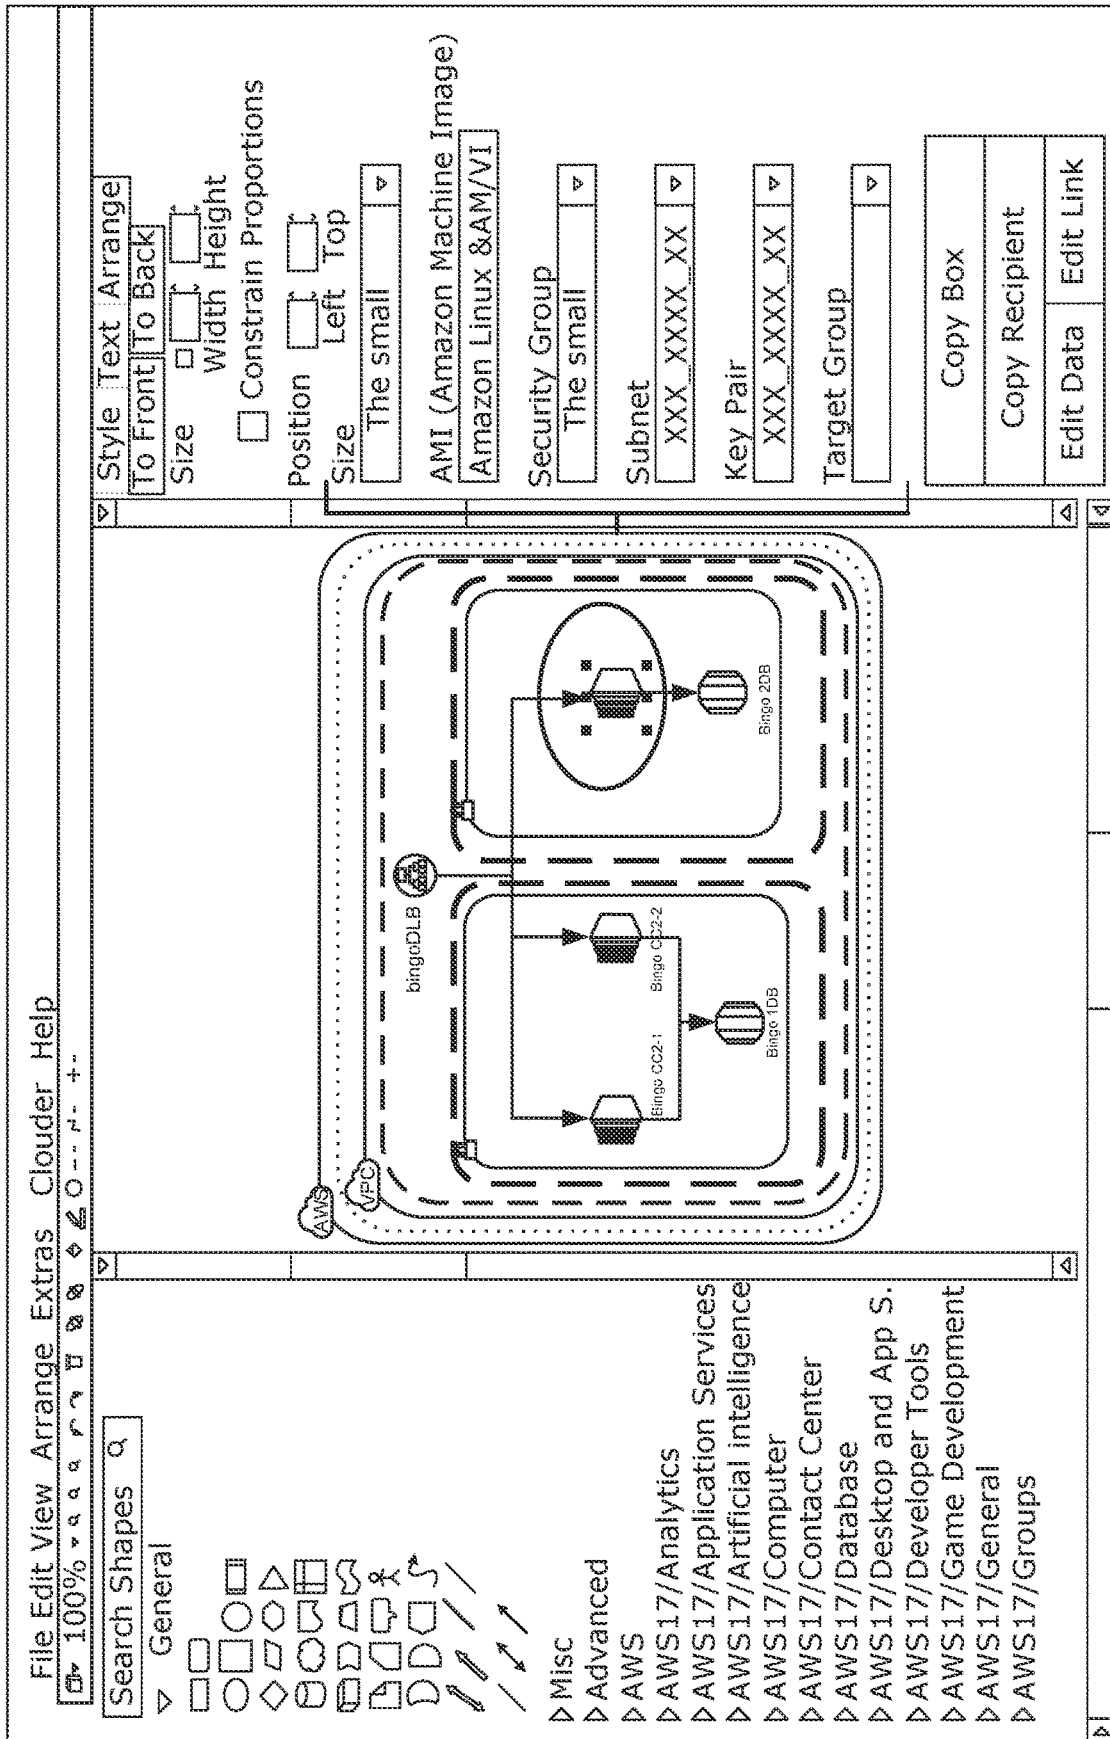 File Edit View Arrange Extras Clouder Help
100%
Search Shapes
General
Misc
Advanced
AWS
AWS17/Analytics
AWS17/Application Services
AWS17/Artificial intelligence
AWS17/Computer
AWS17/Contact Center
AWS17/Database
AWS17/Desktop and App S.
AWS17/Developer Tools
AWS17/Game Development
AWS17/General
AWS17/Groups
AWS
VPC
bingoDLB
Bingo CC2-1
Bingo CC2-2
Bingo 1DB
Bingo 2DB
Style Text Arrange
To Front To Back
Size
Width Height
Constrain Proportions
Position
Left Top
Size
The small
AMI (Amazon Machine Image)
Amazon Linux &AM/VI
Security Group
The small
Subnet
XXX_XXXX_XX
Key Pair
XXX_XXXX_XX
Target Group
Copy Box
Copy Recipient
Edit Data Edit Link